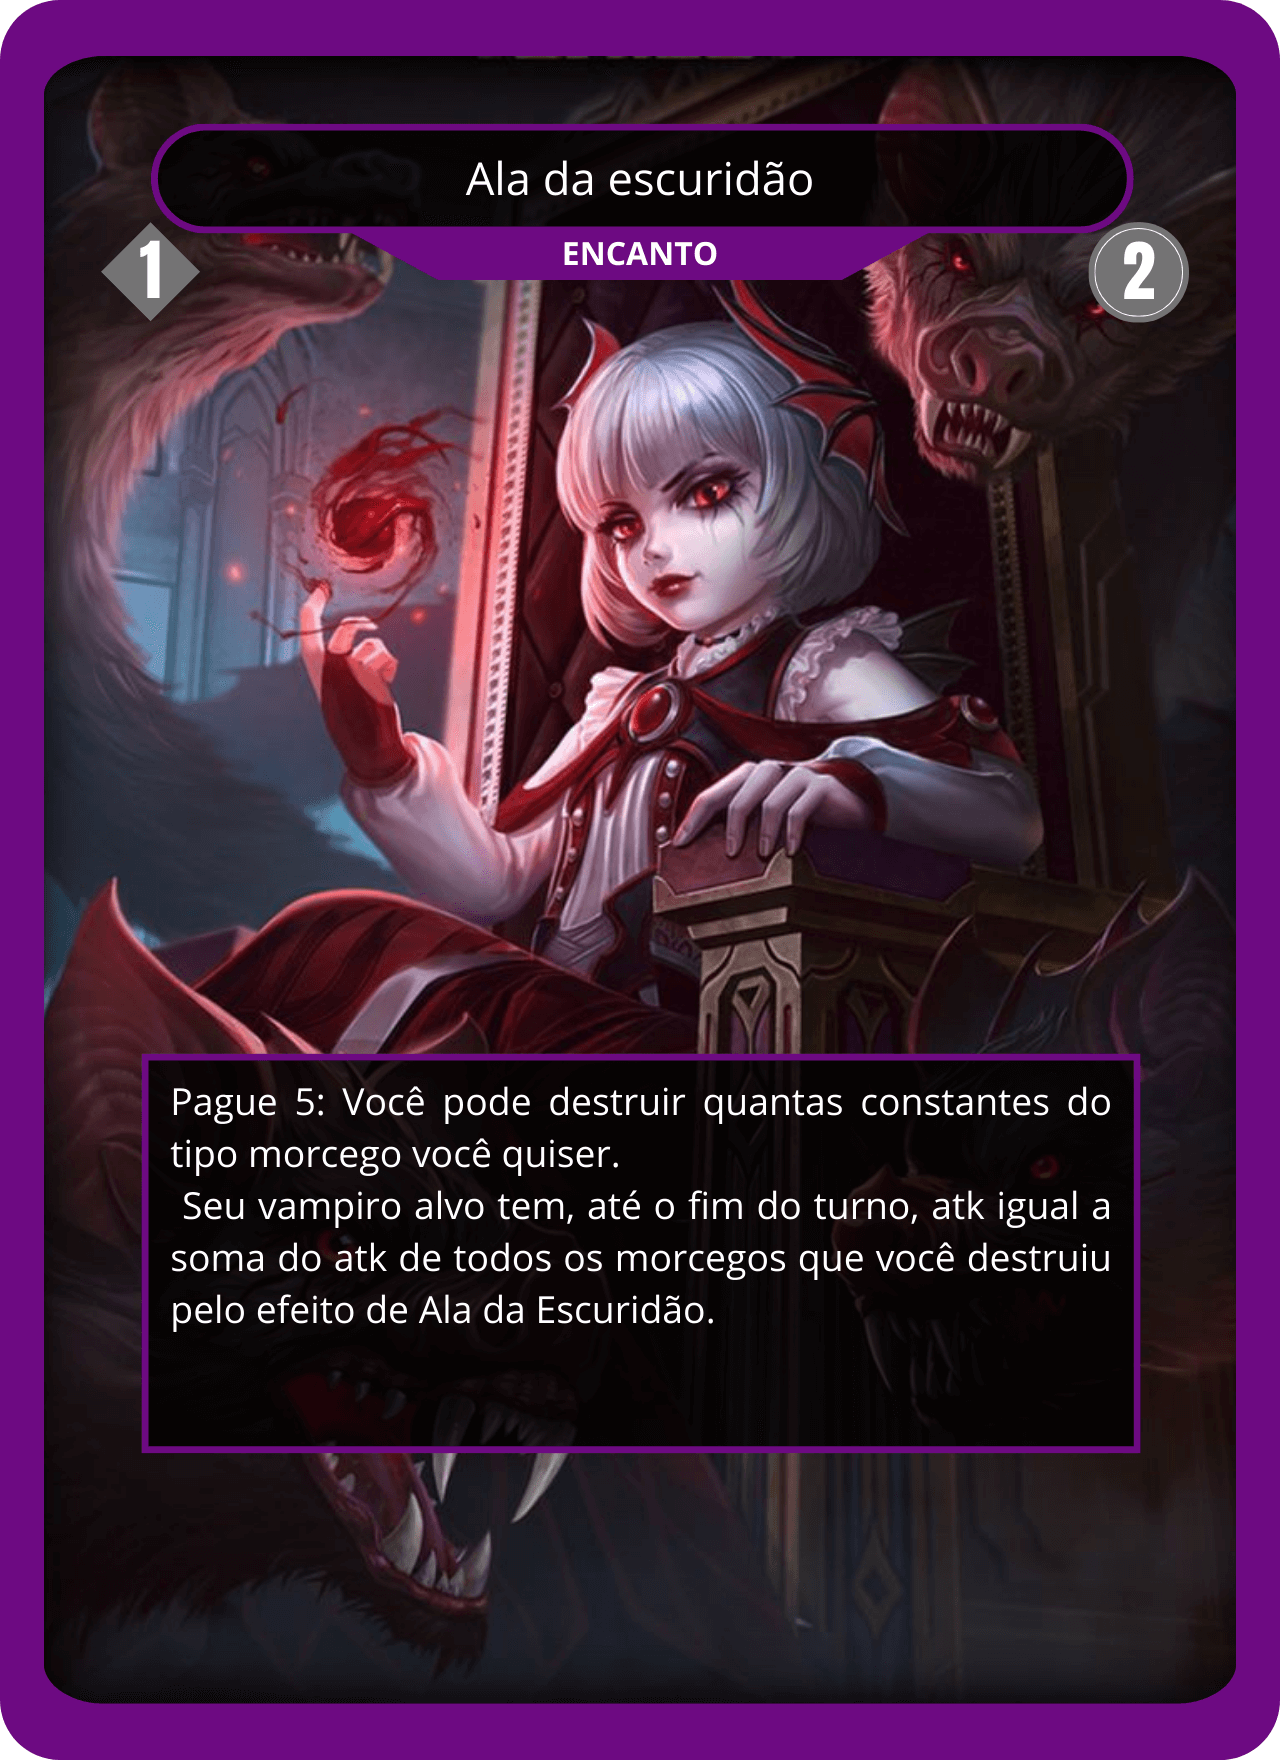 Ala da escuridão
ENCANTO
1
2
Pague 5: Você pode destruir quantas constantes do
tipo morcego você quiser.
Seu vampiro alvo tem, até o fim do turno, atk igual a
soma do atk de todos os morcegos que você destruiu
pelo efeito de Ala da Escuridão.